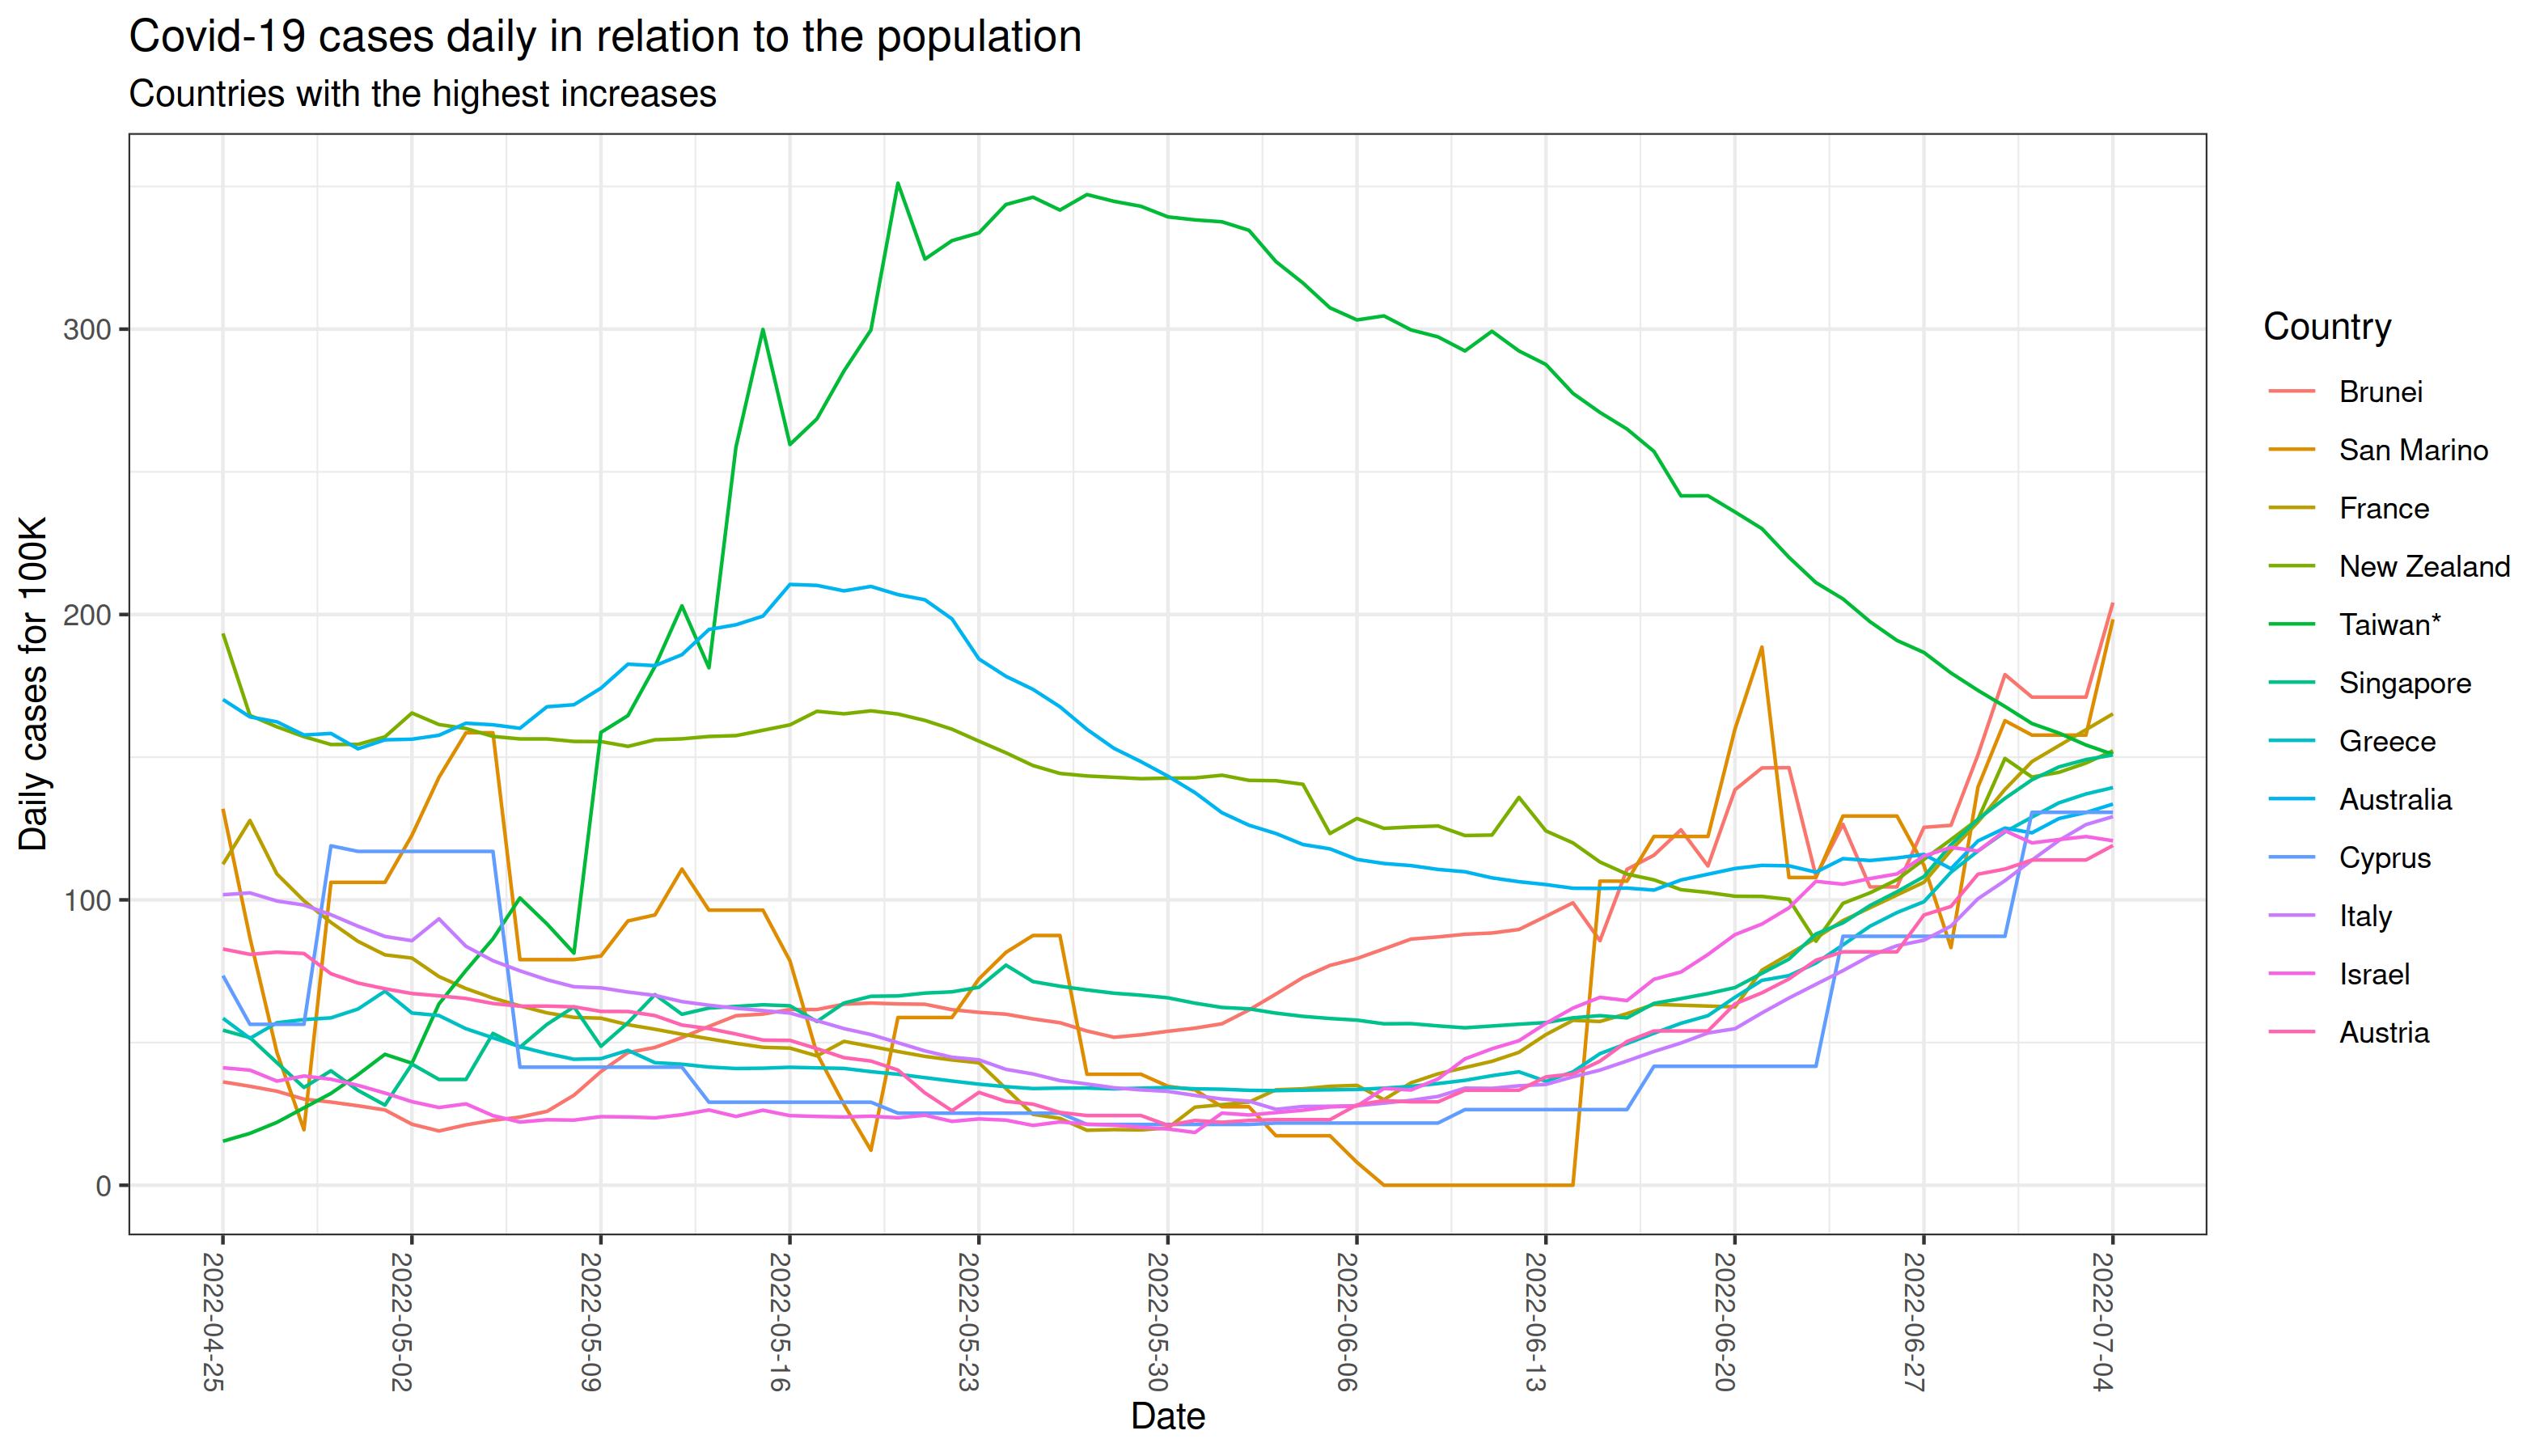 Covid-19 cases daily in relation to the population
Countries with the highest increases
Daily cases for 100K
300
200
100
0
2022-04-25
2022-05-02
2022-05-09
2022-05-16
2022-05-23
2022-05-30
2022-06-06
2022-06-13
2022-06-20
2022-06-27
2022-07-04
Date
Country
Brunei
San Marino
France
New Zealand
Taiwan*
Singapore
Greece
Australia
Cyprus
Italy
Israel
Austria